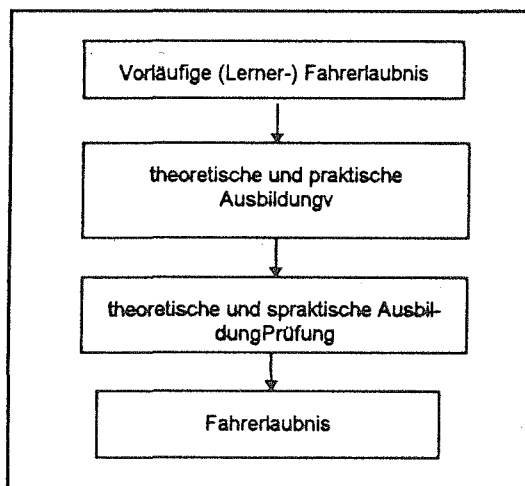 Vorläufige (Lerner-) Fahrerlaubnis
theoretische und praktische
Ausbildungv
theoretische und spraktische Ausbil-
dungPrüfung
Fahrerlaubnis